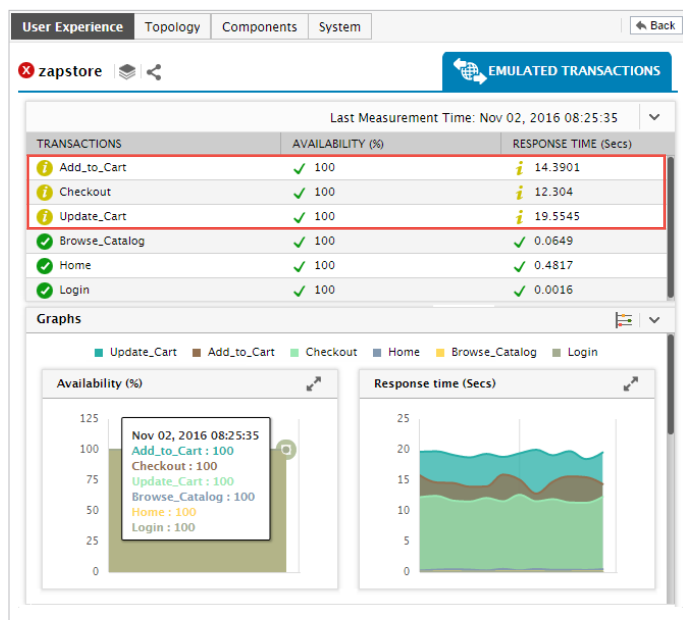 User Experience Topology Components System Back
zapstore EMULATED TRANSACTIONS
Last Measurement Time: Nov 02, 2016 08:25:35
TRANSACTIONS AVAILABILITY (%) RESPONSE TIME (Secs)
Add_to_Cart 100 14.3901
Checkout 100 12.304
Update_Cart 100 19.5545
Browse_Catalog 100 0.0649
Home 100 0.4817
Login 100 0.0016
Graphs
Update_Cart Add_to_Cart Checkout Home Browse_Catalog Login
Availability (%)
125
100
75
50
25
0
Nov 02, 2016 08:25:35
Add_to_Cart : 100
Checkout : 100
Update_Cart : 100
Browse_Catalog : 100
Home : 100
Login : 100
Response time (Secs)
25
20
15
10
5
0